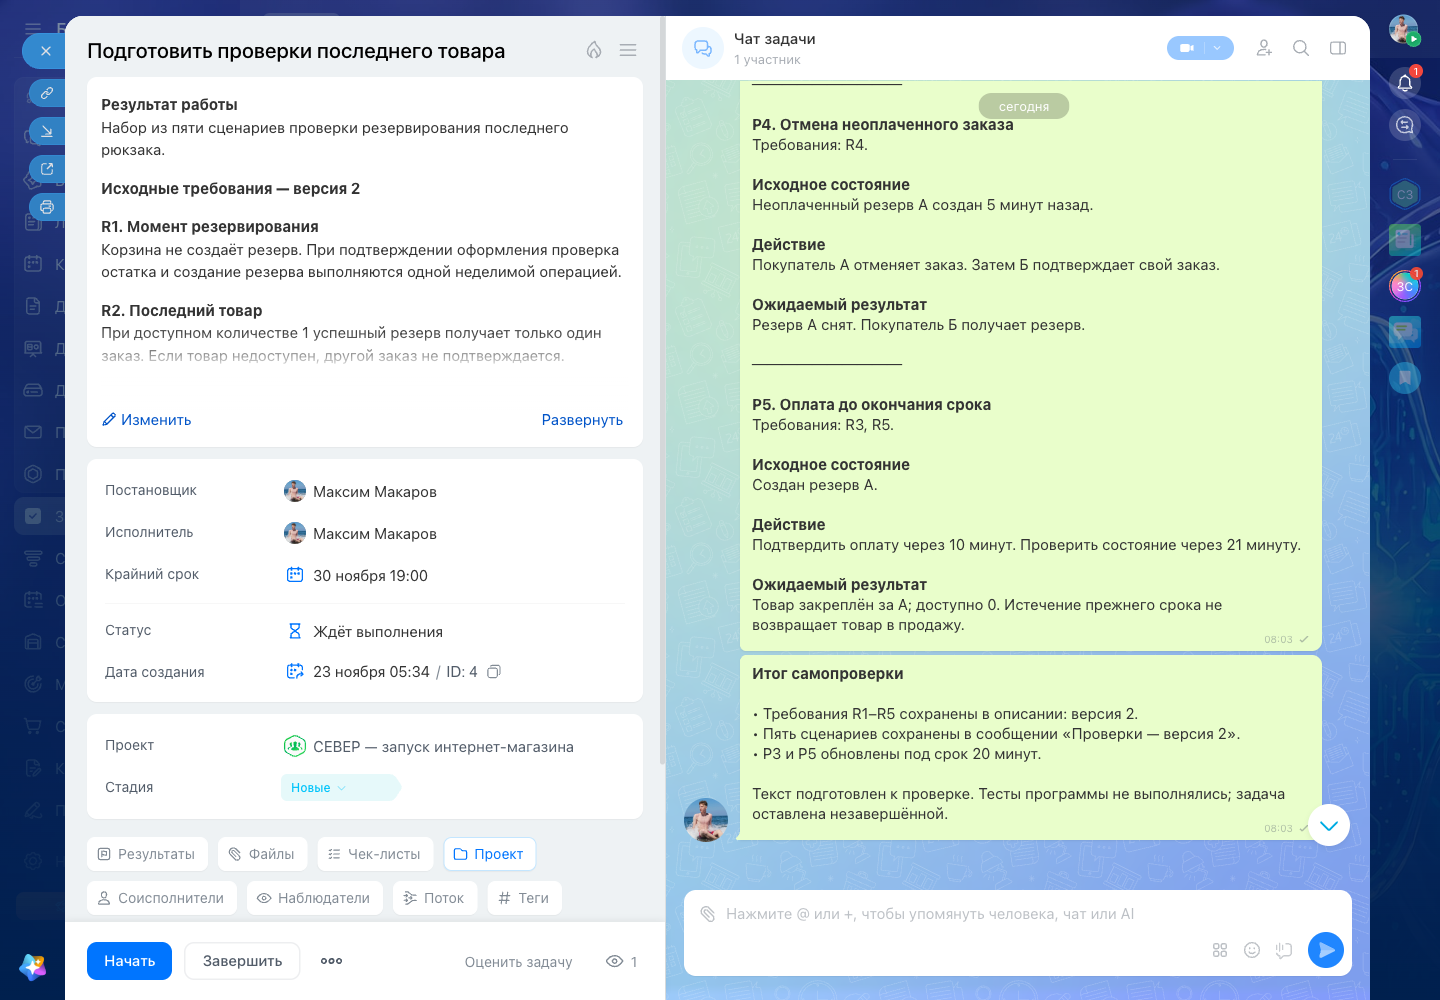 Подготовить проверки последнего товара
Результат работы
Набор из пяти сценариев проверки резервирования последнего
рюкзака.
Исходные требования — версия 2
R1. Момент резервирования
Корзина не создаёт резерв. При подтверждении оформления проверка
остатка и создание резерва выполняются одной неделимой операцией.
R2. Последний товар
При доступном количестве 1 успешный резерв получает только один
заказ. Если товар недоступен, другой заказ не подтверждается.
Изменить
Развернуть
Постановщик
Максим Макаров
Исполнитель
Максим Макаров
Крайний срок
30 ноября 19:00
Статус
Ждёт выполнения
Дата создания
23 ноября 05:34 / ID: 4
Проект
СЕВЕР — запуск интернет-магазина
Стадия
Новые
Результаты
Файлы
Чек-листы
Проект
Соисполнители
Наблюдатели
Поток
Теги
Начать
Завершить
Оценить задачу
1
Чат задачи
1 участник
сегодня
P4. Отмена неоплаченного заказа
Требования: R4.
Исходное состояние
Неоплаченный резерв А создан 5 минут назад.
Действие
Покупатель А отменяет заказ. Затем Б подтверждает свой заказ.
Ожидаемый результат
Резерв А снят. Покупатель Б получает резерв.
P5. Оплата до окончания срока
Требования: R3, R5.
Исходное состояние
Создан резерв А.
Действие
Подтвердить оплату через 10 минут. Проверить состояние через 21 минуту.
Ожидаемый результат
Товар закреплён за А; доступно 0. Истечение прежнего срока не
возвращает товар в продажу.
08:03
Итог самопроверки
• Требования R1–R5 сохранены в описании: версия 2.
• Пять сценариев сохранены в сообщении «Проверки — версия 2».
• P3 и P5 обновлены под срок 20 минут.
Текст подготовлен к проверке. Тесты программы не выполнялись; задача
оставлена незавершённой.
08:03
Нажмите @ или +, чтобы упомянуть человека, чат или AI
1
СЗ
ЗС
1